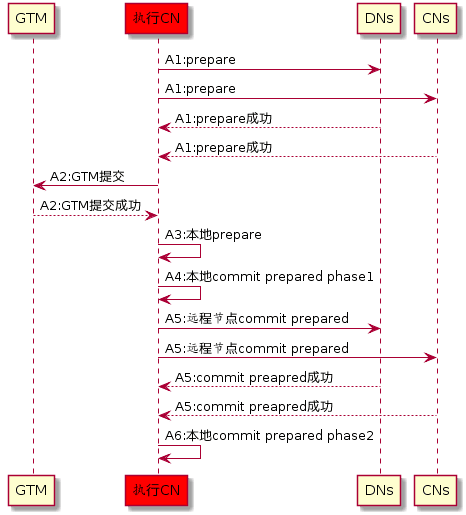 GTM 执行CN DNs CNs
A1:prepare
A1:prepare
A1:prepare成功
A1:prepare成功
A2:GTM提交
A2:GTM提交成功
A3:本地prepare
A4:本地commit prepared phase1
A5:远程节点commit prepared
A5:远程节点commit prepared
A5:commit preapred成功
A5:commit preapred成功
A6:本地commit prepared phase2
GTM 执行CN DNs CNs